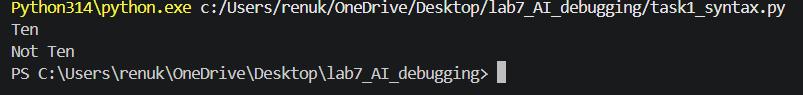 Python314\python.exe c:/Users/renuk/OneDrive/Desktop/lab7_AI_debugging/task1_syntax.py
Ten
Not Ten
PS C:\Users\renuk\OneDrive\Desktop\lab7_AI_debugging>